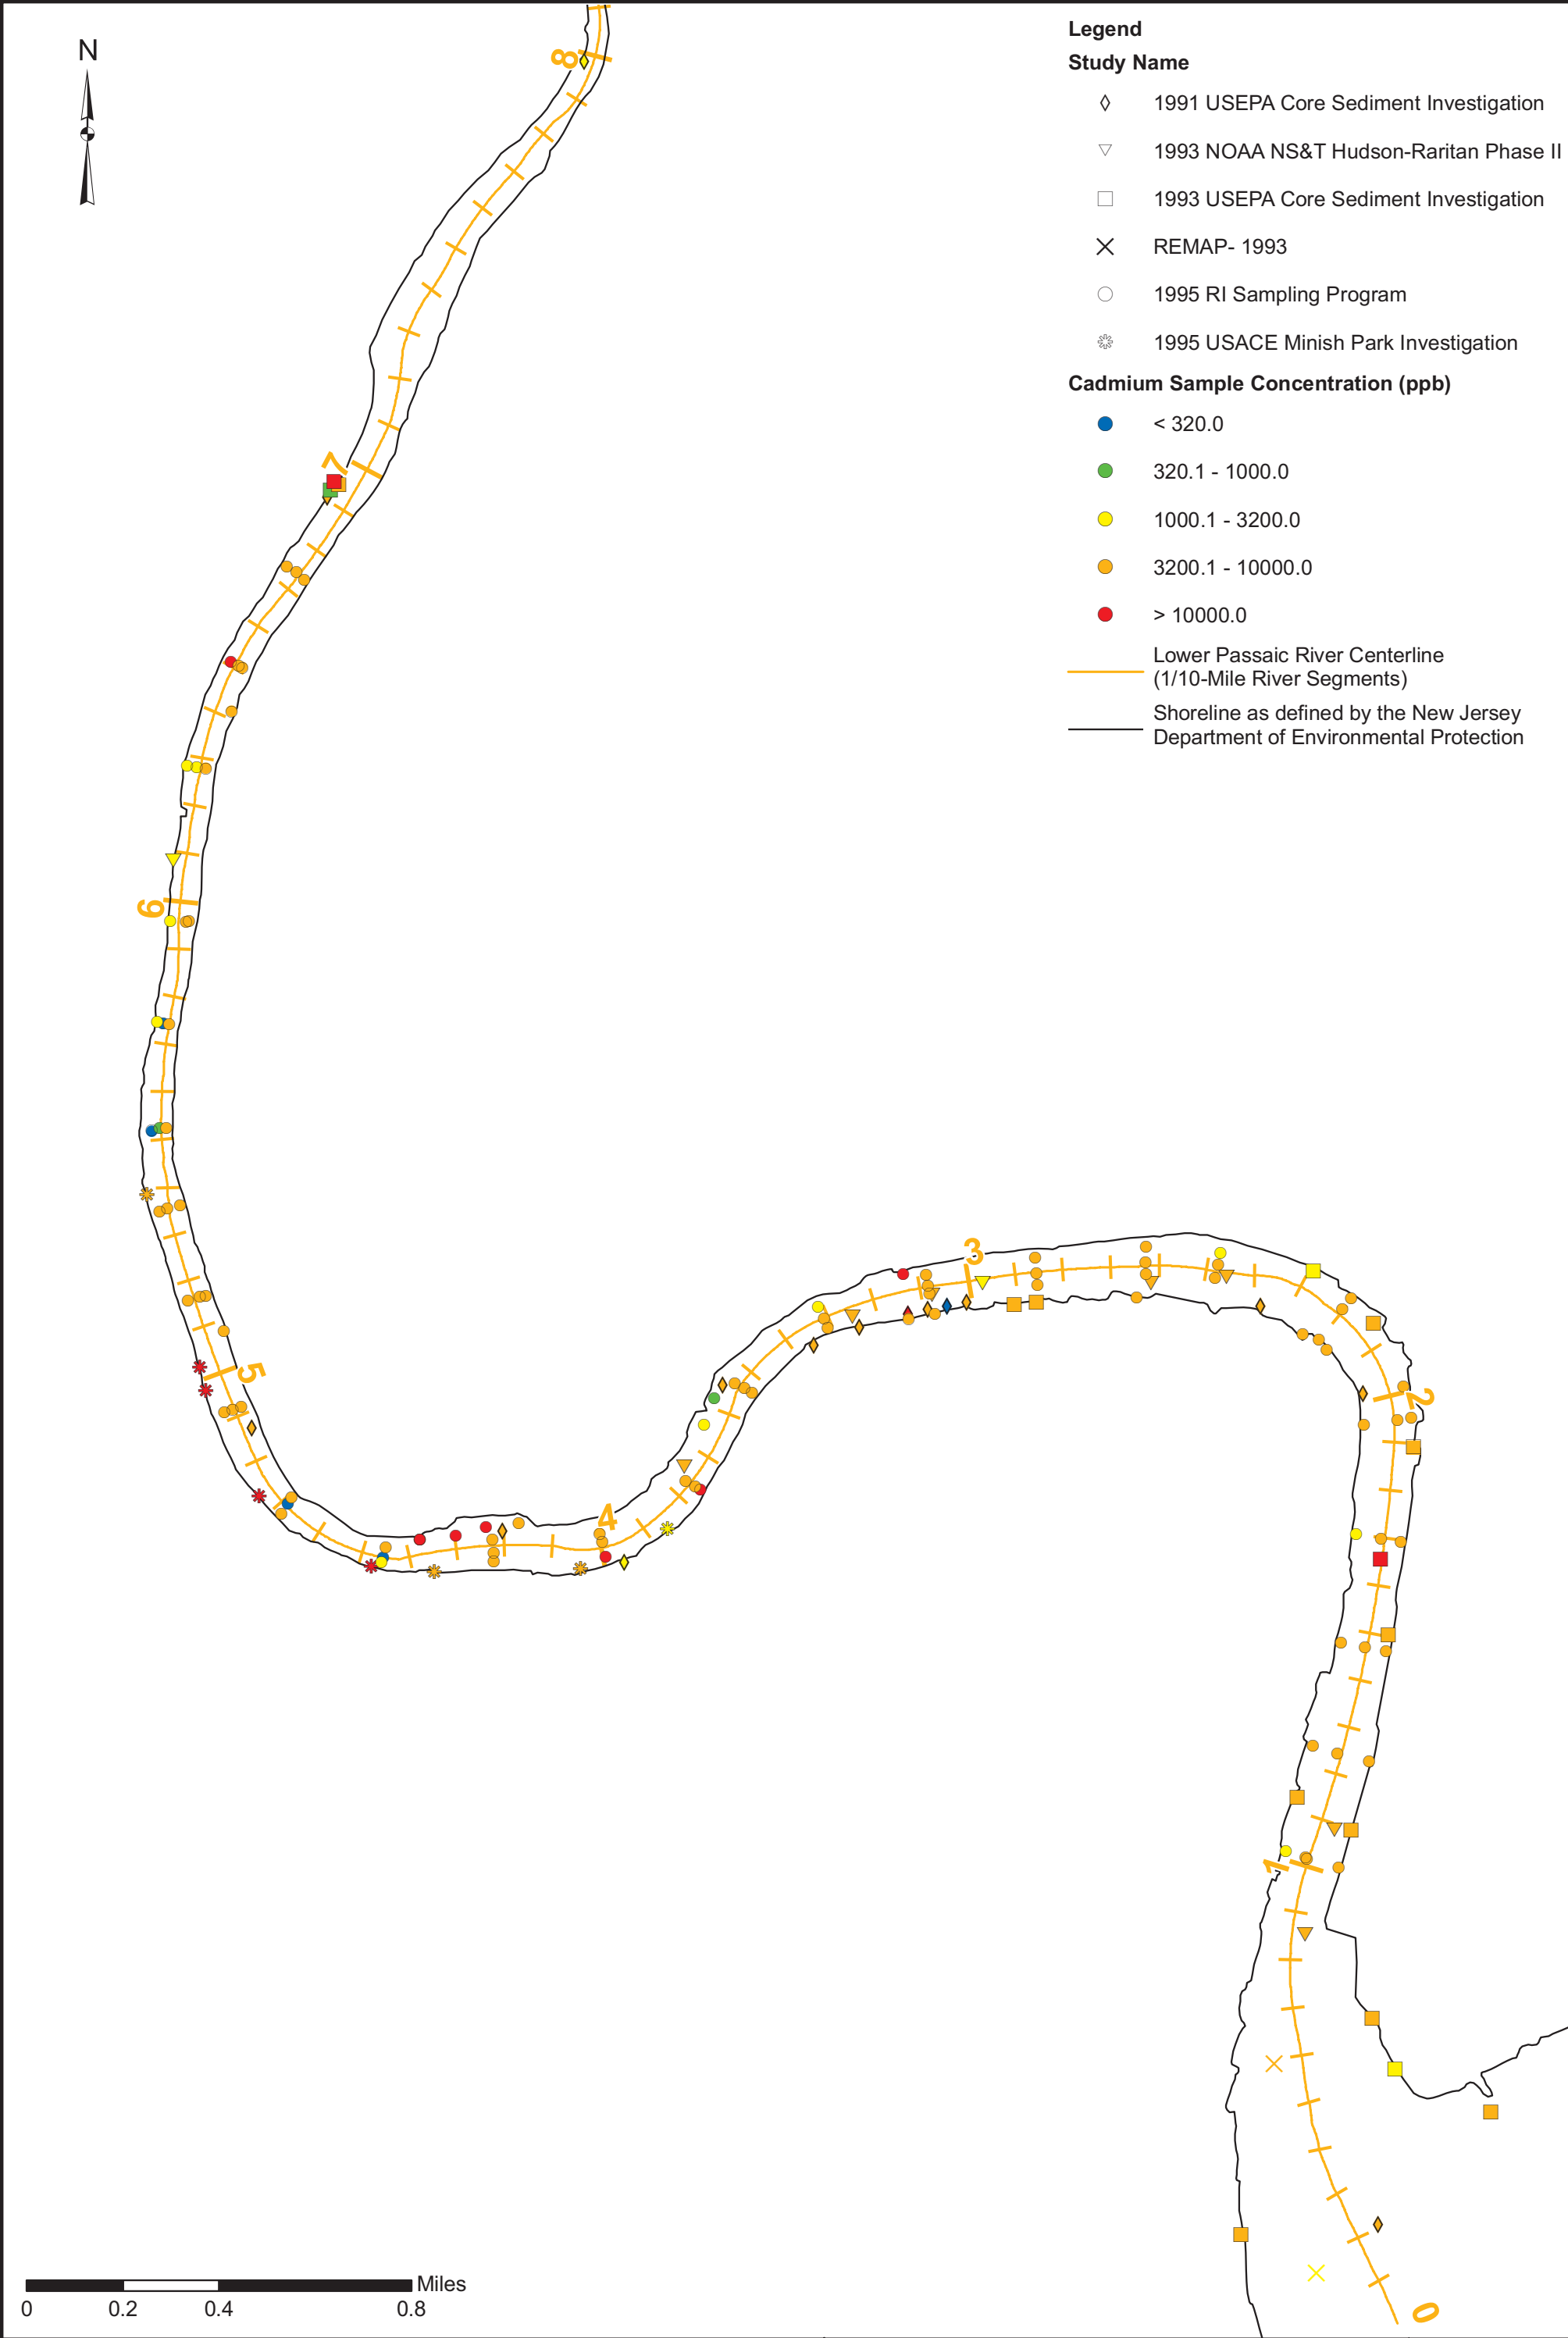 N
Legend
Study Name
1991 USEPA Core Sediment Investigation
1993 NOAA NS&T Hudson-Raritan Phase II
1993 USEPA Core Sediment Investigation
REMAP- 1993
1995 RI Sampling Program
1995 USACE Minish Park Investigation
Cadmium Sample Concentration (ppb)
< 320.0
320.1 - 1000.0
1000.1 - 3200.0
3200.1 - 10000.0
> 10000.0
Lower Passaic River Centerline
(1/10-Mile River Segments)
Shoreline as defined by the New Jersey
Department of Environmental Protection
8
7
6
5
4
3
2
1
0
Miles
0 0.2 0.4 0.8